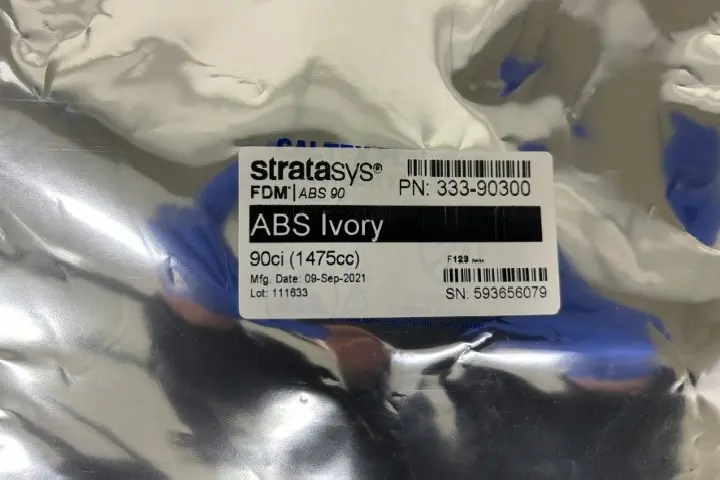 stratasys®
FDM® | ABS 90
PN: 333-90300
ABS Ivory
90ci (1475cc)
F123 Series
Mfg. Date: 09-Sep-2021
Lot: 111633
SN: 593656079